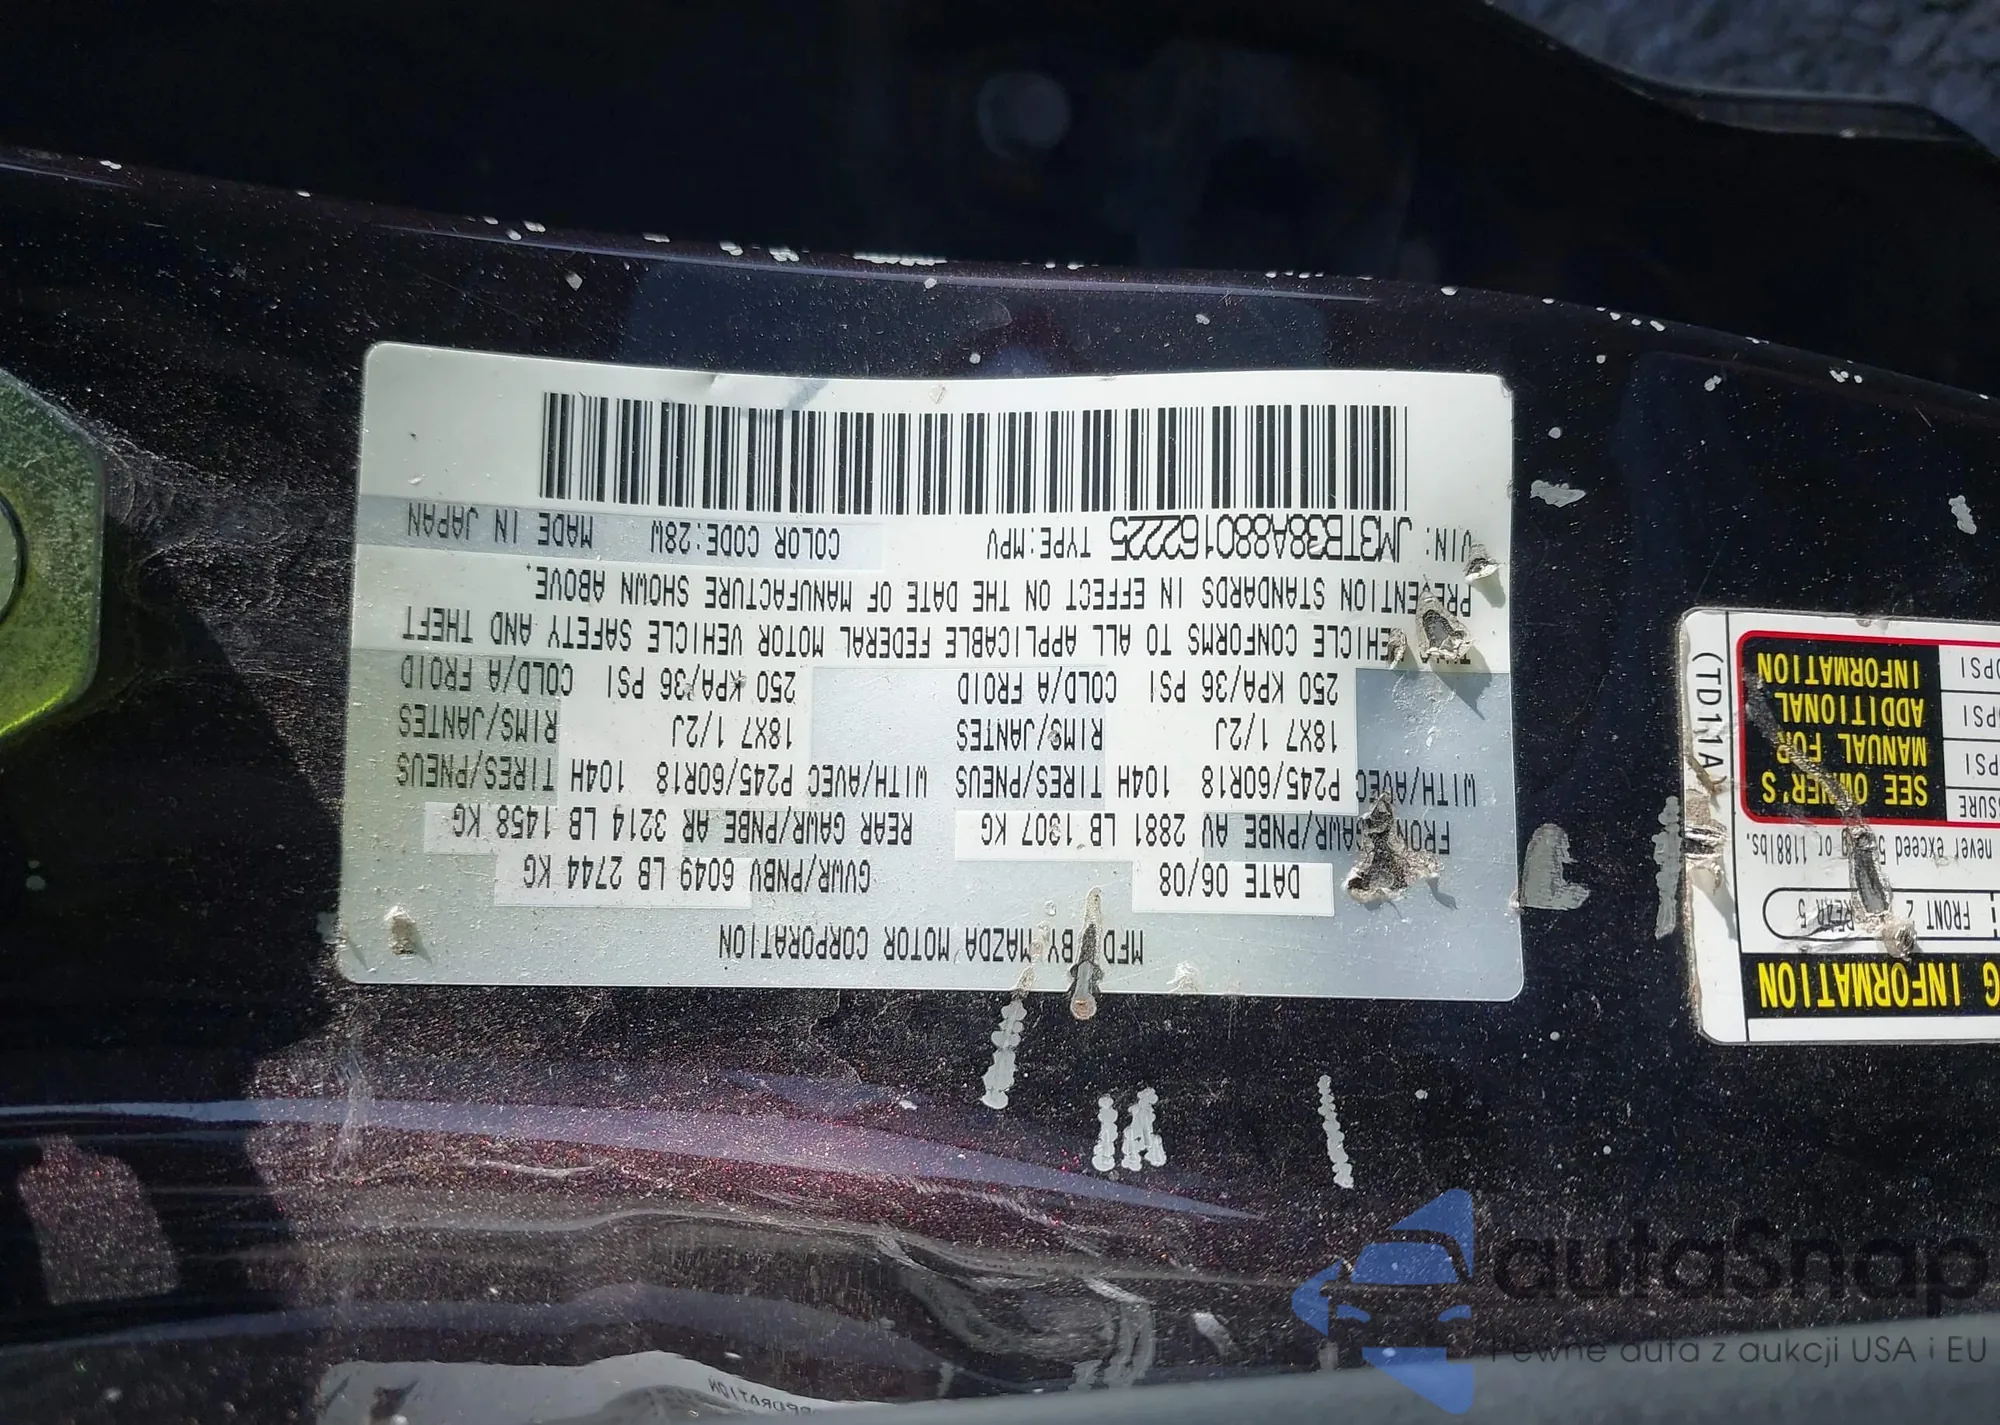 MFD BY MAZDA MOTOR CORPORATION
DATE 06/08 GVWR/PNBV 6049 LB 2744 KG
FRONT GAWR/PNBE AV 2881 LB 1307 KG REAR GAWR/PNBE AR 3214 LB 1458 KG
WITH/AVEC P245/60R18 104H TIRES/PNEUS WITH/AVEC P245/60R18 104H TIRES/PNEUS
18X7 1/2J RIMS/JANTES 18X7 1/2J RIMS/JANTES
250 KPA/36 PSI COLD/A FROID 250 KPA/36 PSI COLD/A FROID
VEHICLE CONFORMS TO ALL APPLICABLE FEDERAL MOTOR VEHICLE SAFETY AND THEFT
PREVENTION STANDARDS IN EFFECT ON THE DATE OF MANUFACTURE SHOWN ABOVE.
VIN: JM3TB38A880162225 TYPE:MPV COLOR CODE:28W MADE IN JAPAN
INFORMATION
FRONT 2 REAR 5
never exceed or 1188lbs.
SEE OWNER'S
MANUAL FOR
ADDITIONAL
INFORMATION
PSI
PSI
(TD11A)
autaSnap
Pewne auta z aukcji USA i EU